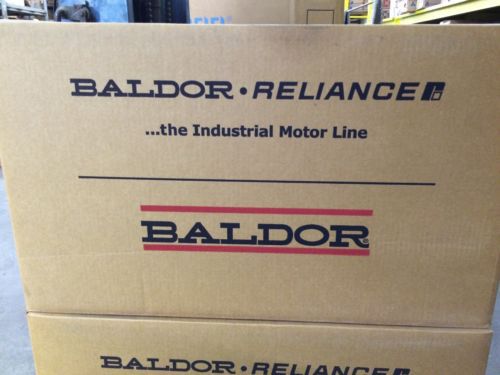 BALDOR • RELIANCE
...the Industrial Motor Line
BALDOR®
BALDOR • RELIANCE